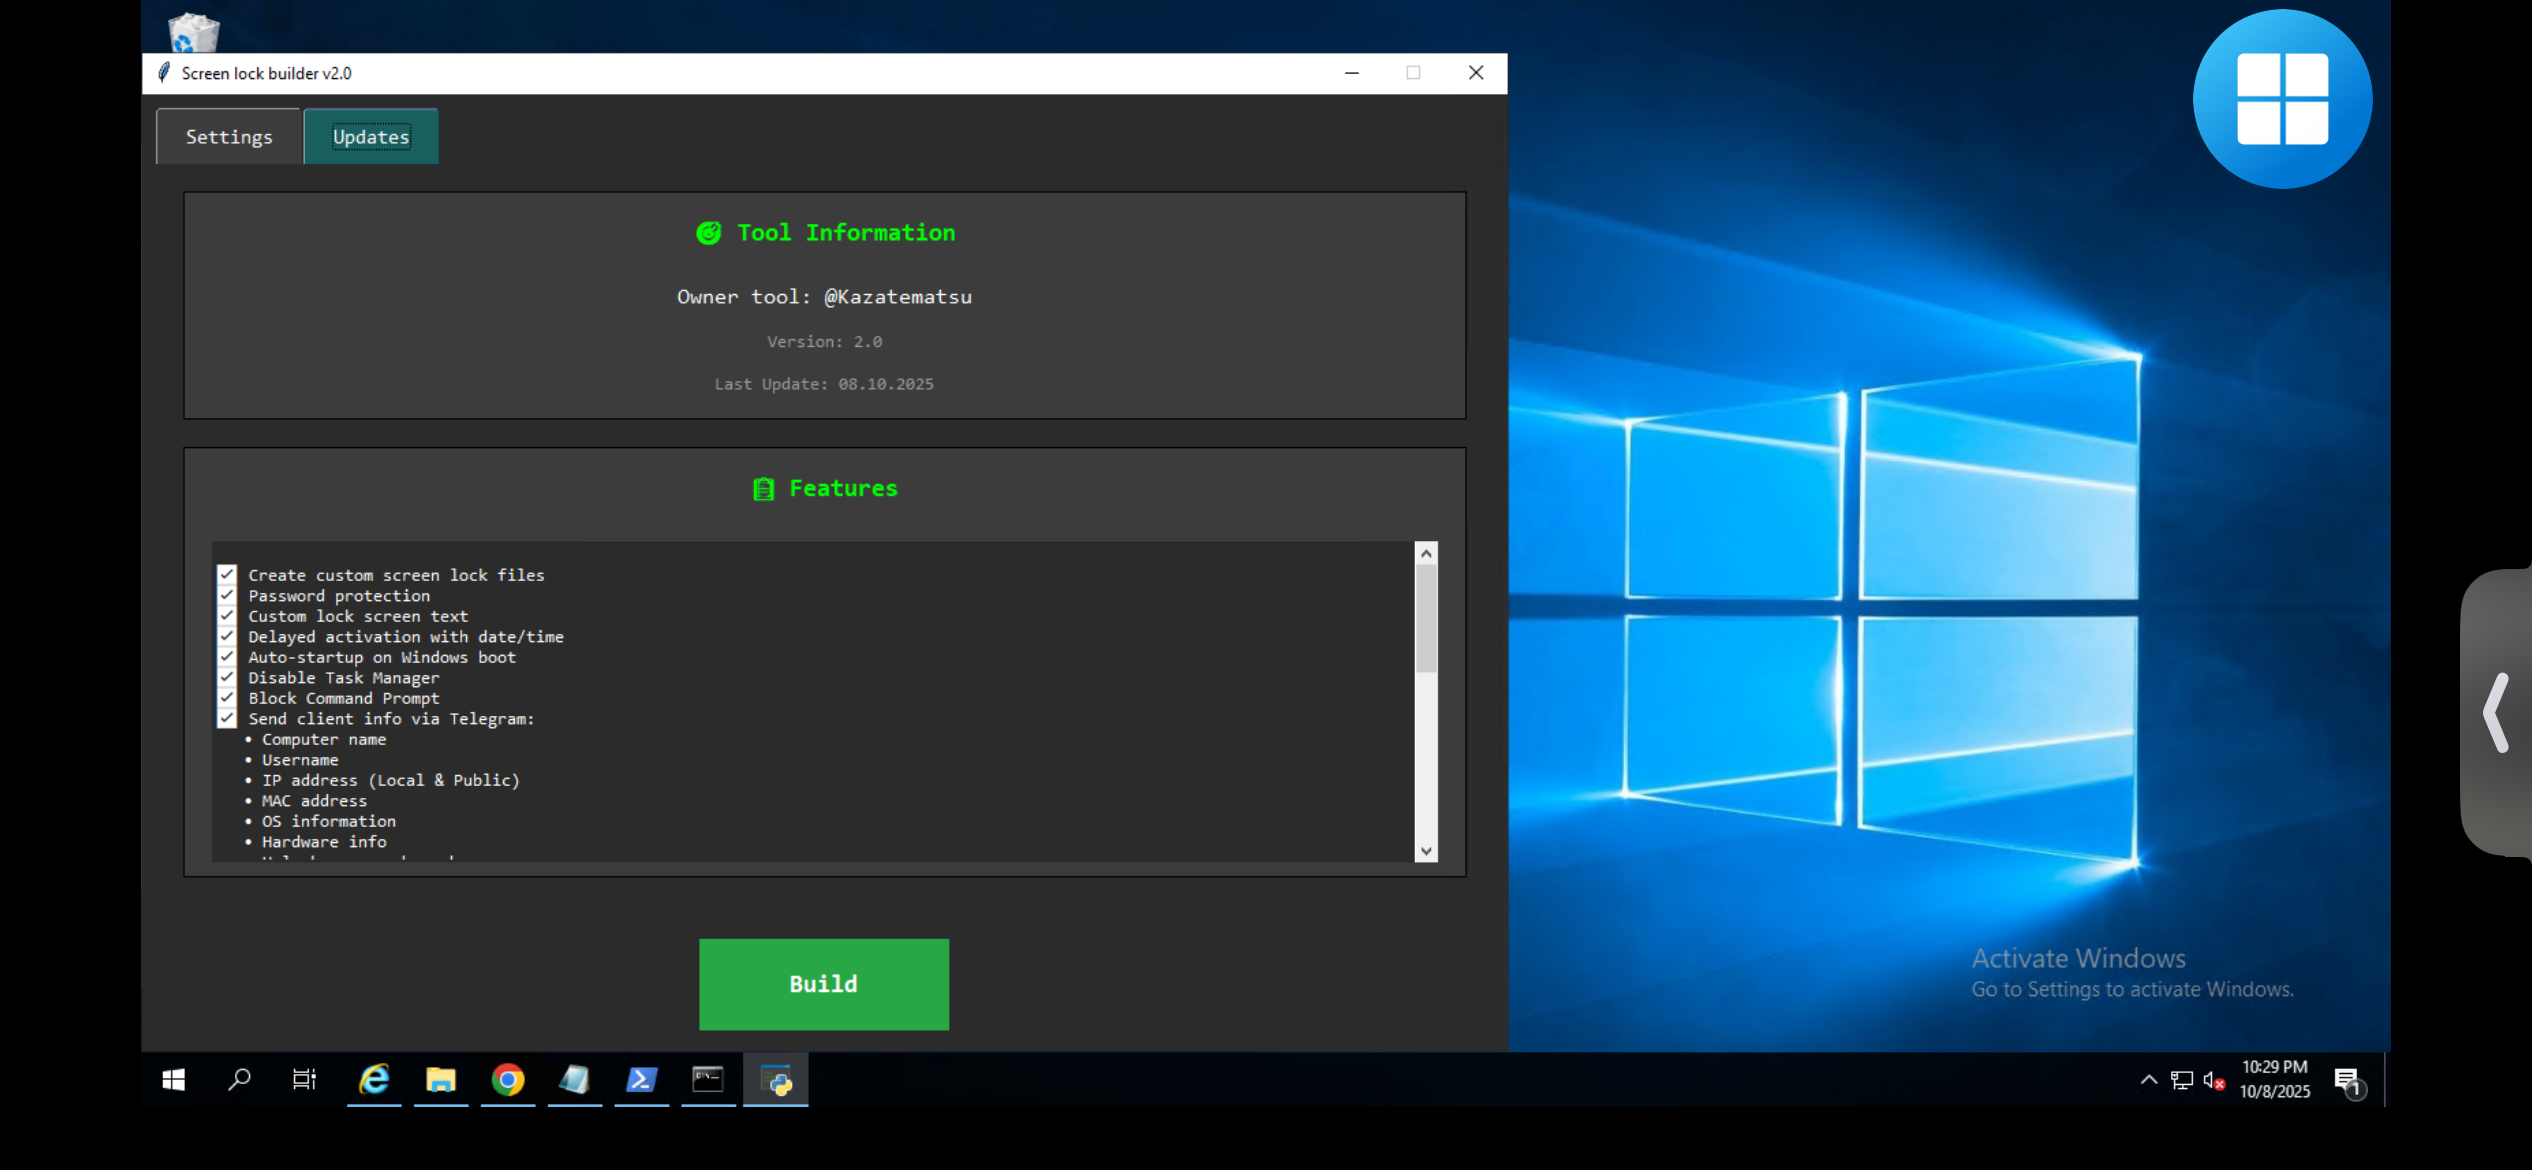 Screen lock builder v2.0
Settings
Updates
Tool Information
Owner tool: @Kazatematsu
Version: 2.0
Last Update: 08.10.2025
Features
Create custom screen lock files
Password protection
Custom lock screen text
Delayed activation with date/time
Auto-startup on Windows boot
Disable Task Manager
Block Command Prompt
Send client info via Telegram:
• Computer name
• Username
• IP address (Local & Public)
• MAC address
• OS information
• Hardware info
Build
Activate Windows
Go to Settings to activate Windows.
10:29 PM
10/8/2025
1